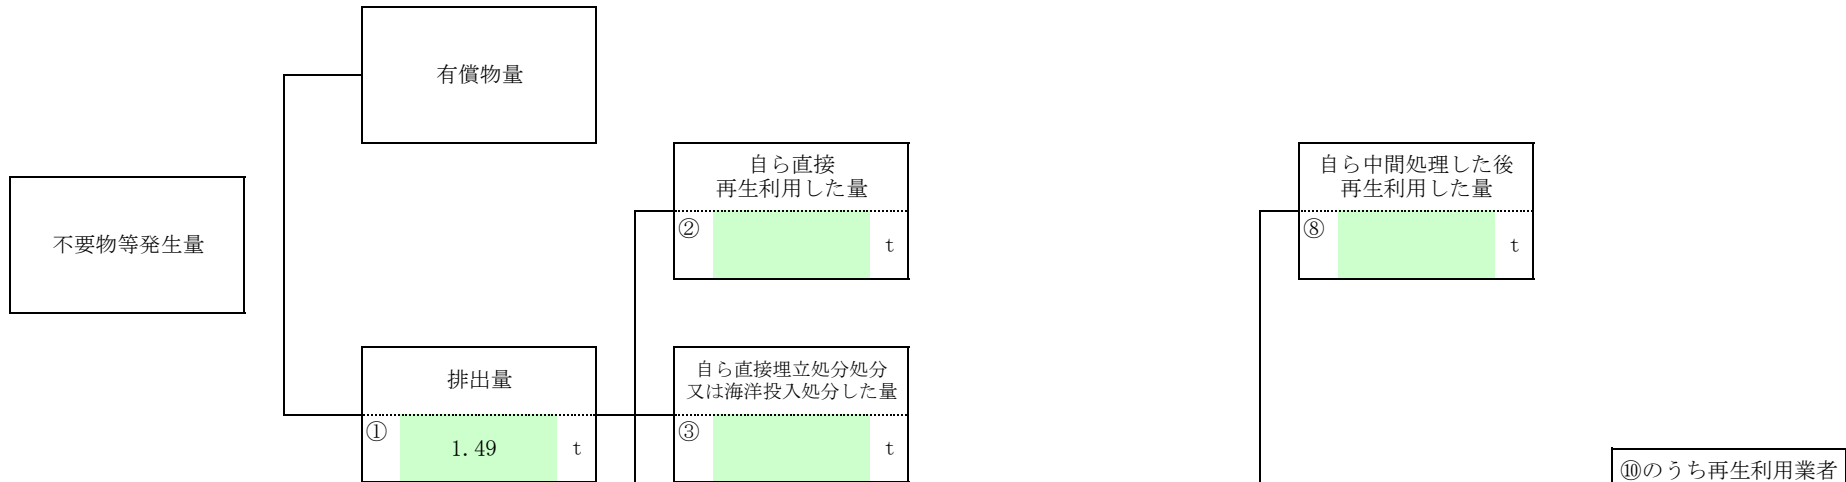 有償物量
自ら直接
再生利用した量
② t
自ら中間処理した後
再生利用した量
⑧ t
不要物等発生量
排出量
① 1.49 t
自ら直接埋立処分処分
又は海洋投入処分した量
③ t
⑩のうち再生利用業者